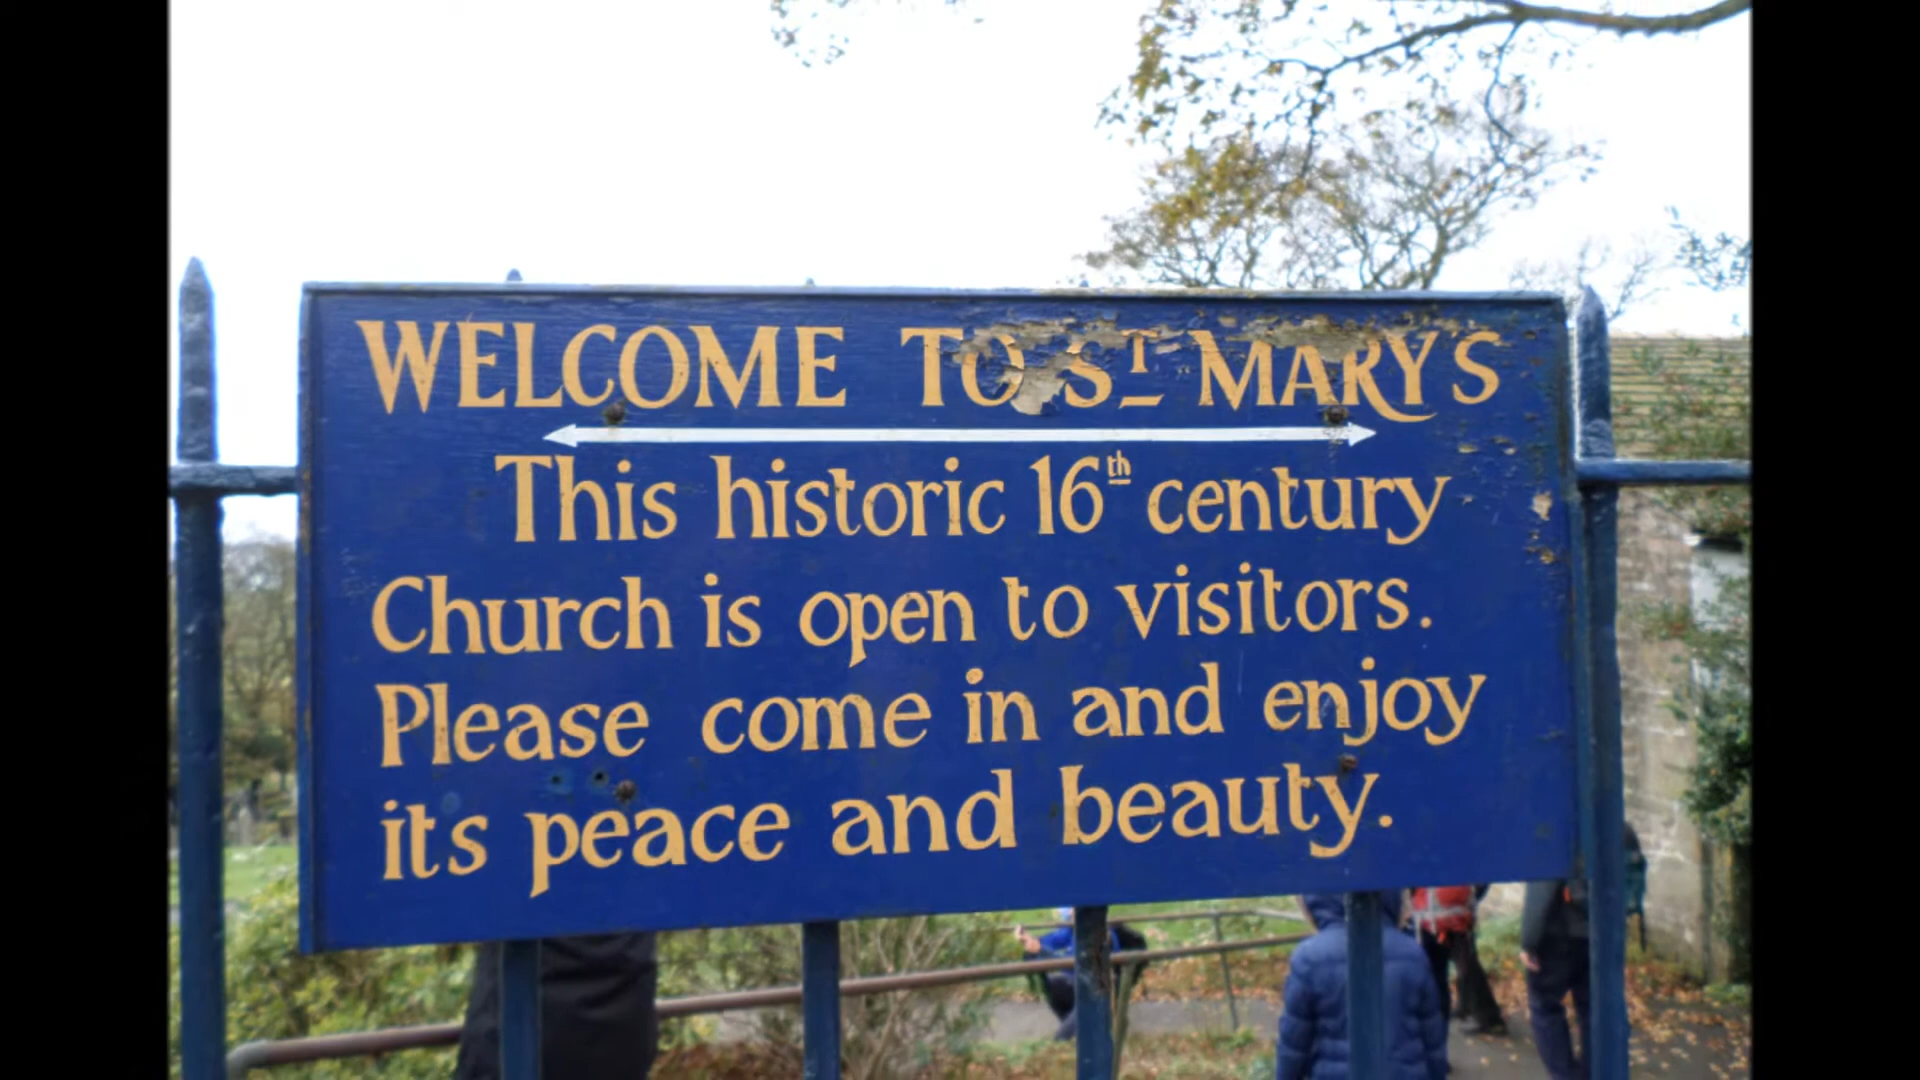 WELCOME TO ST MARYS
This historic 16th century
Church is open to visitors.
Please come in and enjoy
its peace and beauty.